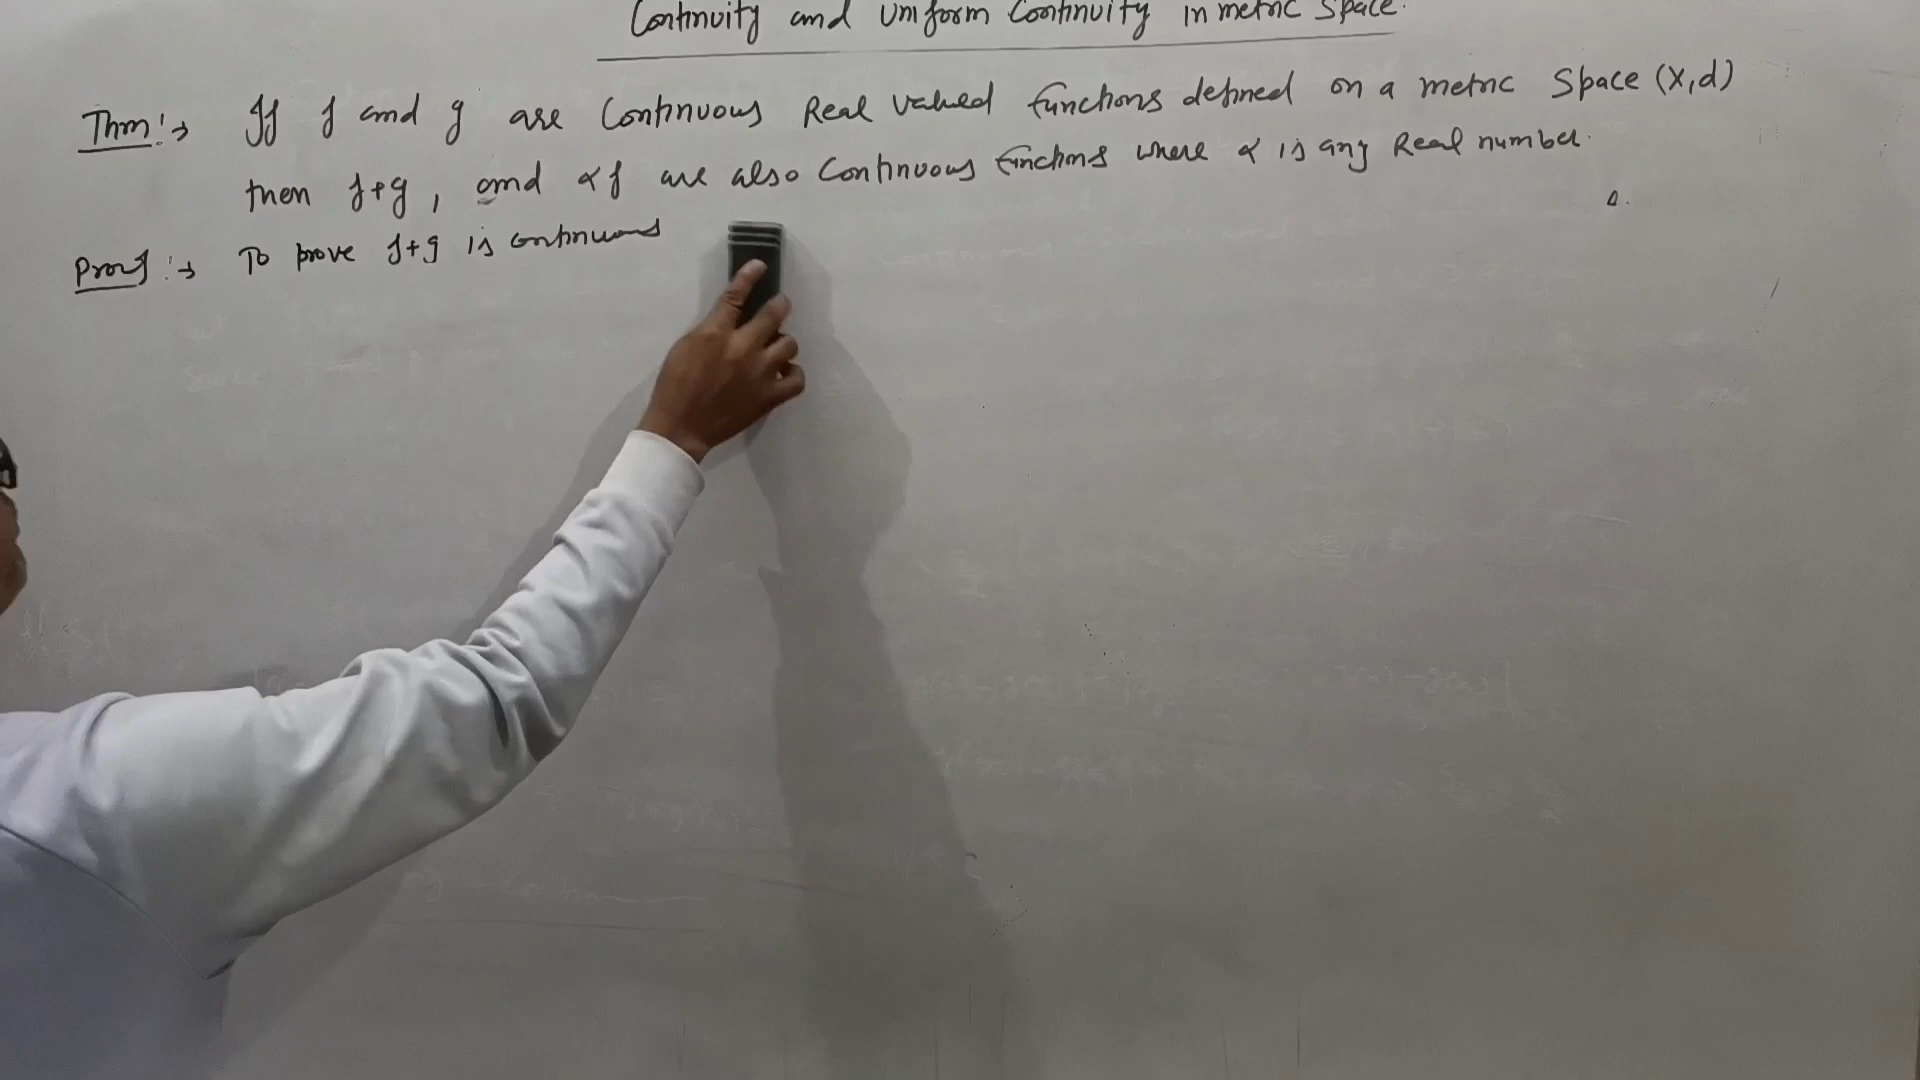 Continuity and uniform Continuity in metric space.
Thm:→ If f and g are Continuous Real valued functions defined on a metric Space (X,d)
then f+g, and αf are also Continuous functions where α is any Real number.
Proof:→ To prove f+g is continuous